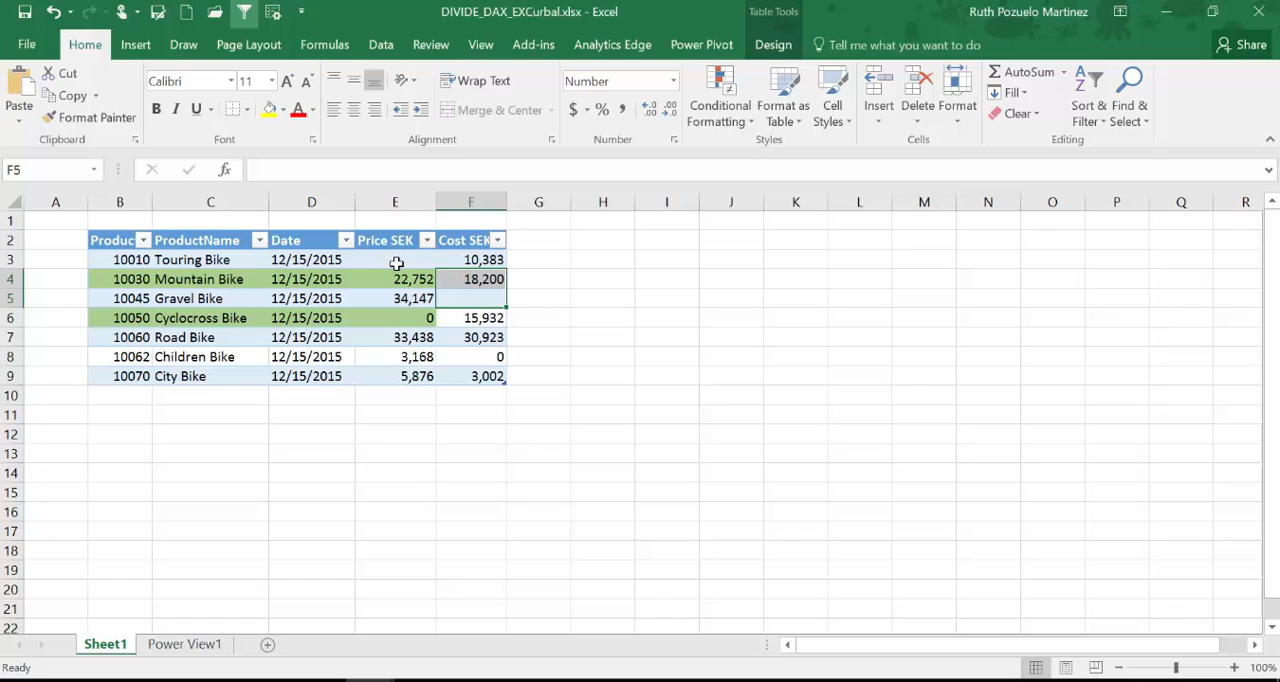 DIVIDE_DAX_EXCurbal.xlsx - Excel
Table Tools
Ruth Pozuelo Martinez
File Home Insert Draw Page Layout Formulas Data Review View Add-ins Analytics Edge Power Pivot Design Tell me what you want to do Share
Paste
Cut
Copy
Format Painter
Clipboard
Calibri 11
B I U A
Font
Wrap Text
Merge & Center
Alignment
Number
$ %
Number
Conditional Formatting
Format as Table
Cell Styles
Styles
Insert Delete Format
Cells
AutoSum
Fill
Clear
Sort & Filter
Find & Select
Editing
F5 fx
A B C D E F G H I J K L M N O P Q R
1
2 Produc ProductName Date Price SEK Cost SEK
3 10010 Touring Bike 12/15/2015 10,383
4 10030 Mountain Bike 12/15/2015 22,752 18,200
5 10045 Gravel Bike 12/15/2015 34,147
6 10050 Cyclocross Bike 12/15/2015 0 15,932
7 10060 Road Bike 12/15/2015 33,438 30,923
8 10062 Children Bike 12/15/2015 3,168 0
9 10070 City Bike 12/15/2015 5,876 3,002
10
11
12
13
14
15
16
17
18
19
20
21
22
Sheet1 Power View1
Ready
100%